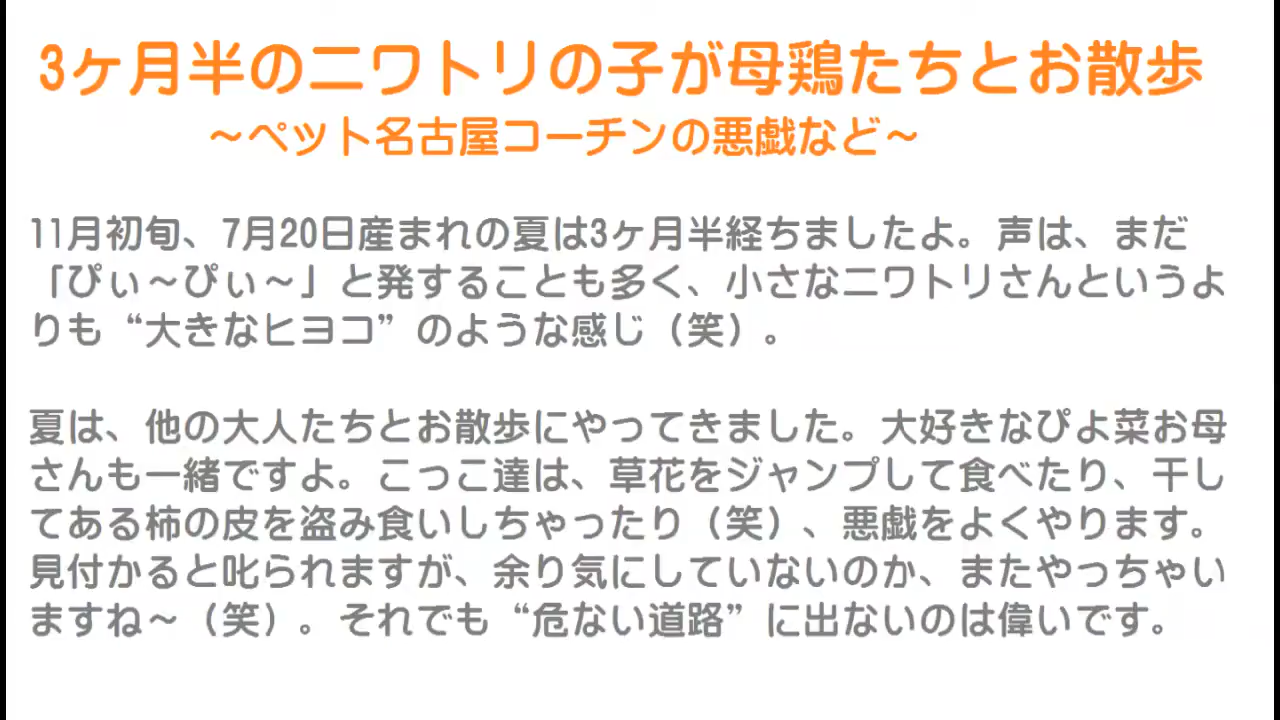 3ヶ月半のニワトリの子が母鶏たちとお散歩
～ペット名古屋コーチンの悪戯など～
11月初旬、7月20日産まれの夏は3ヶ月半経ちましたよ。声は、まだ
「ぴぃ～ぴぃ～」と発することも多く、小さなニワトリさんというよ
りも“大きなヒヨコ”のような感じ（笑）。
夏は、他の大人たちとお散歩にやってきました。大好きなぴよ菜お母
さんも一緒ですよ。こっこ達は、草花をジャンプして食べたり、干し
てある柿の皮を盗み食いしちゃったり（笑）、悪戯をよくやります。
見付かると叱られますが、余り気にしていないのか、またやっちゃい
ますね～（笑）。それでも“危ない道路”に出ないのは偉いです。